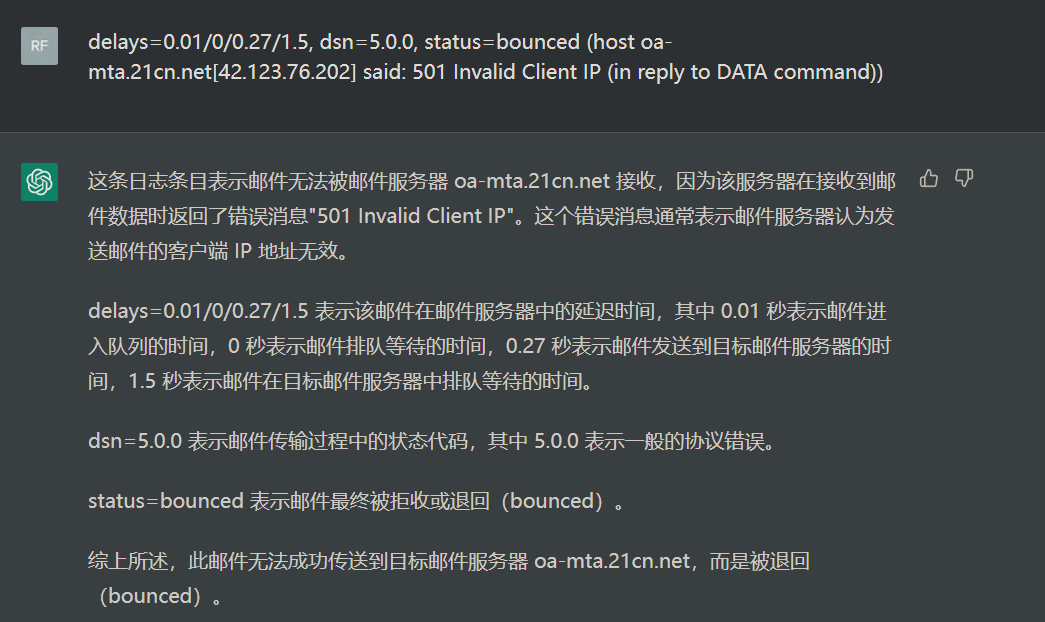 RF
delays=0.01/0/0.27/1.5, dsn=5.0.0, status=bounced (host oa-
mta.21cn.net[42.123.76.202] said: 501 Invalid Client IP (in reply to DATA command))
这条日志条目表示邮件无法被邮件服务器 oa-mta.21cn.net 接收，因为该服务器在接收到邮
件数据时返回了错误消息"501 Invalid Client IP"。这个错误消息通常表示邮件服务器认为发
送邮件的客户端 IP 地址无效。
delays=0.01/0/0.27/1.5 表示该邮件在邮件服务器中的延迟时间，其中 0.01 秒表示邮件进
入队列的时间，0 秒表示邮件排队等待的时间，0.27 秒表示邮件发送到目标邮件服务器的时
间，1.5 秒表示邮件在目标邮件服务器中排队等待的时间。
dsn=5.0.0 表示邮件传输过程中的状态代码，其中 5.0.0 表示一般的协议错误。
status=bounced 表示邮件最终被拒收或退回（bounced）。
综上所述，此邮件无法成功传送到目标邮件服务器 oa-mta.21cn.net，而是被退回
（bounced）。